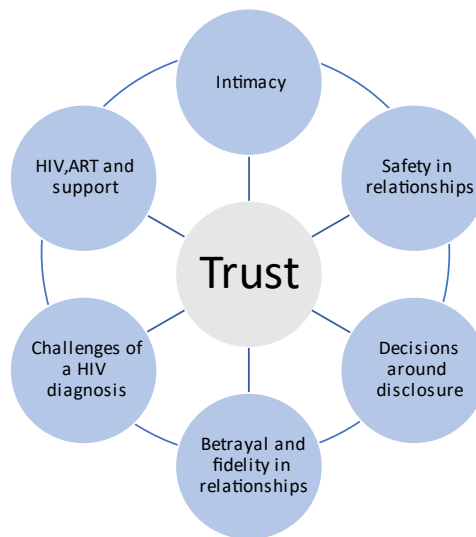 Intimacy
Safety in
relationships
Decisions
around
disclosure
Betrayal and
fidelity in
relationships
Challenges of
a HIV
diagnosis
HIV,ART and
support
Trust